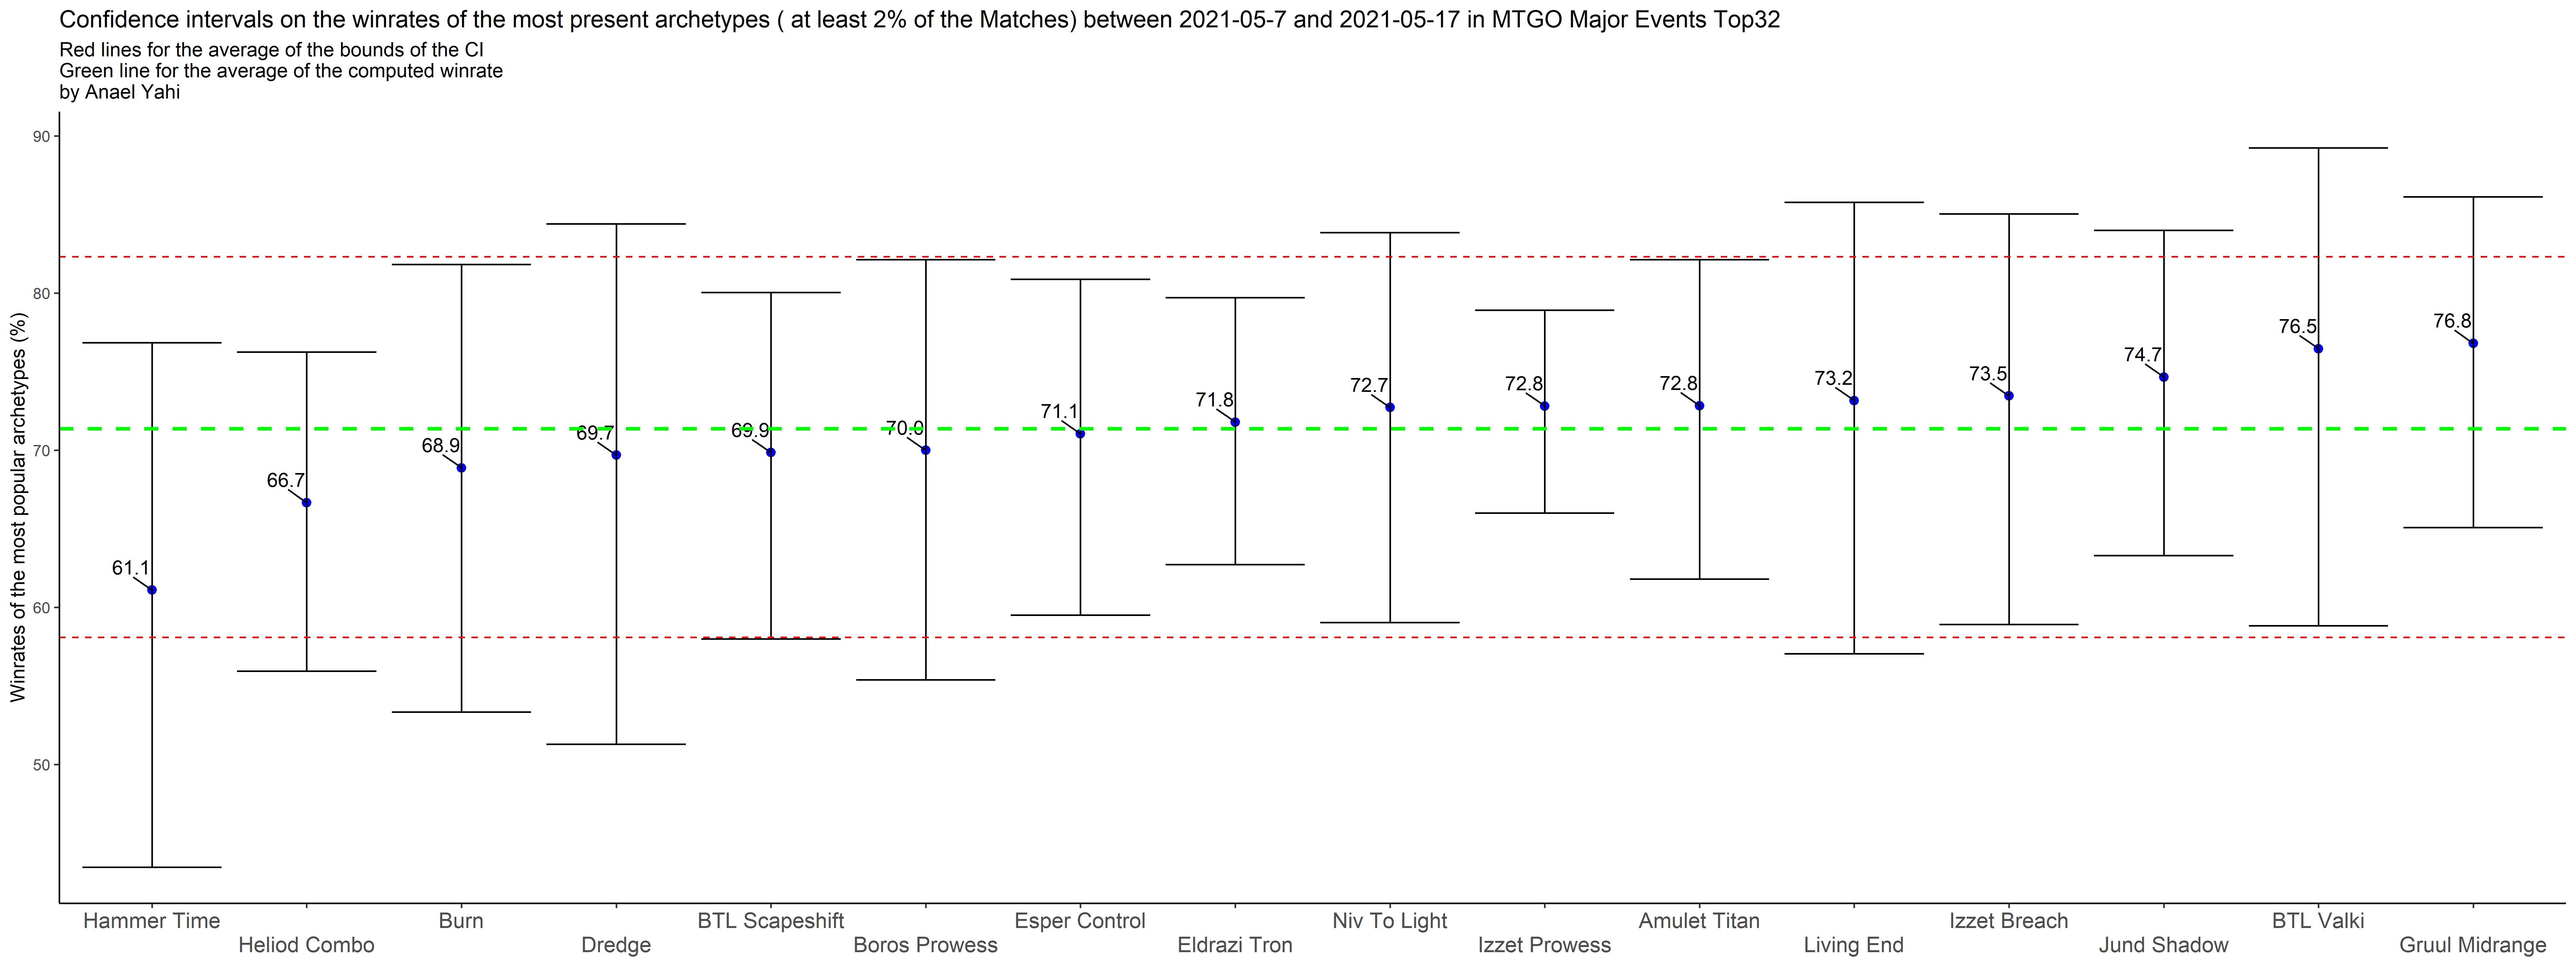 Confidence intervals on the winrates of the most present archetypes ( at least 2% of the Matches) between 2021-05-7 and 2021-05-17 in MTGO Major Events Top32
Red lines for the average of the bounds of the CI
Green line for the average of the computed winrate
by Anael Yahi
Winrates of the most popular archetypes (%)
90
80
70
60
50
61.1
66.7
68.9
69.7
69.9
70.0
71.1
71.8
72.7
72.8
72.8
73.2
73.5
74.7
76.5
76.8
Hammer Time
Heliod Combo
Burn
Dredge
BTL Scapeshift
Boros Prowess
Esper Control
Eldrazi Tron
Niv To Light
Izzet Prowess
Amulet Titan
Living End
Izzet Breach
Jund Shadow
BTL Valki
Gruul Midrange